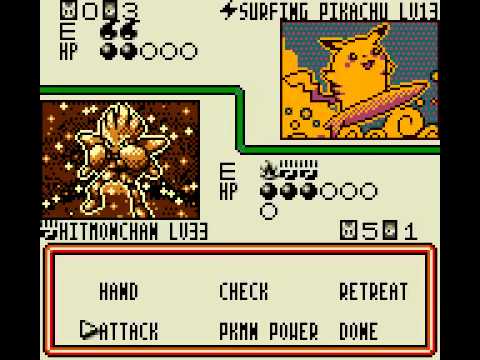 0 3 SURFING PIKACHU LV13
E
HP
E
HP
HITMONCHAN LV33 5 1
HAND CHECK RETREAT
ATTACK PKMN POWER DONE